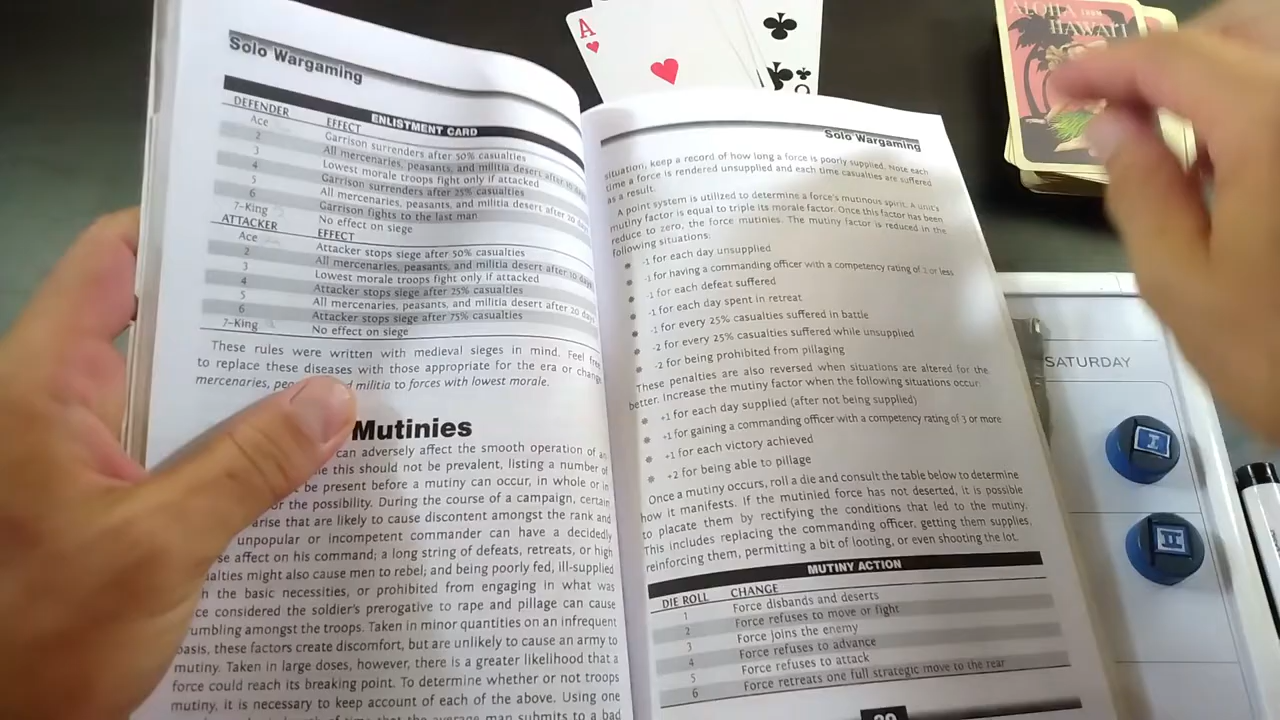 Solo Wargaming
ENLISTMENT CARD
DEFENDER EFFECT
Ace Garrison surrenders after 50% casualties
2 All mercenaries, peasants, and militia desert after 10 days
3 Lowest morale troops fight only if attacked
4 Garrison surrenders after 25% casualties
5 All mercenaries, peasants, and militia desert after 20 days
6 Garrison fights to the last man
7-King No effect on siege
ATTACKER EFFECT
Ace Attacker stops siege after 50% casualties
2 All mercenaries, peasants, and militia desert after 10 days
3 Lowest morale troops fight only if attacked
4 Attacker stops siege after 25% casualties
5 All mercenaries, peasants, and militia desert after 20 days
6 Attacker stops siege after 75% casualties
7-King No effect on siege
These rules were written with medieval sieges in mind. Feel free
to replace these diseases with those appropriate for the era or change
mercenaries, militia to forces with lowest morale.
Mutinies
can adversely affect the smooth operation of
this should not be prevalent, listing a number of
be present before a mutiny can occur, in whole or in
the possibility. During the course of a campaign, certain
arise that are likely to cause discontent amongst the rank and
unpopular or incompetent commander can have a decidedly
affect on his command; a long string of defeats, retreats, or high
might also cause men to rebel; and being poorly fed, ill-supplied
the basic necessities, or prohibited from engaging in what was
considered the soldier's prerogative to rape and pillage can cause
amongst the troops. Taken in minor quantities on an infrequent
basis, these factors create discomfort, but are unlikely to cause an army to
mutiny. Taken in large doses, however, there is a greater likelihood that a
force could reach its breaking point. To determine whether or not troops
mutiny, it is necessary to keep account of each of the above. Using one
that the average man submits to a bad
Solo Wargaming
situation, keep a record of how long a force is poorly supplied. Note each
time a force is rendered unsupplied and each time casualties are suffered
as a result.
A point system is utilized to determine a force's mutinous spirit. A unit's
mutiny factor is equal to triple its morale factor. Once this factor has been
reduce to zero, the force mutinies. The mutiny factor is reduced in the
following situations:
-1 for each day unsupplied
-1 for having a commanding officer with a competency rating of 2 or less
-1 for each defeat suffered
-1 for each day spent in retreat
-1 for every 25% casualties suffered in battle
-2 for every 25% casualties suffered while unsupplied
-2 for being prohibited from pillaging
These penalties are also reversed when situations are altered for the
better. Increase the mutiny factor when the following situations occur:
+1 for each day supplied (after not being supplied)
+1 for gaining a commanding officer with a competency rating of 3 or more
+1 for each victory achieved
+2 for being able to pillage
Once a mutiny occurs, roll a die and consult the table below to determine
how it manifests. If the mutinied force has not deserted, it is possible
to placate them by rectifying the conditions that led to the mutiny.
This includes replacing the commanding officer, getting them supplies,
reinforcing them, permitting a bit of looting, or even shooting the lot.
MUTINY ACTION
DIE ROLL CHANGE
1 Force disbands and deserts
2 Force refuses to move or fight
3 Force joins the enemy
4 Force refuses to advance
5 Force refuses to attack
6 Force retreats one full strategic move to the rear
A
ALOHA FROM
HAWAII
SATURDAY
I
II